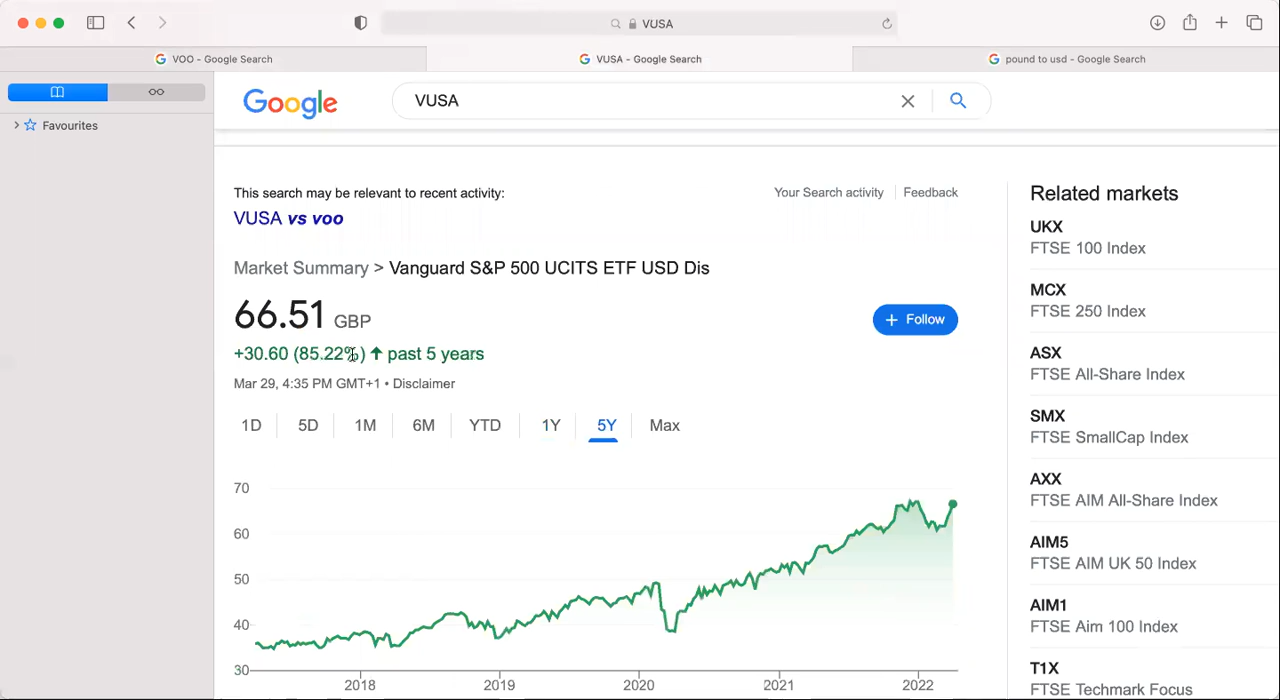 VUSA
VOO - Google Search
VUSA - Google Search
pound to usd - Google Search
Favourites
Google
VUSA
This search may be relevant to recent activity:
Your Search activity
Feedback
VUSA vs voo
Market Summary > Vanguard S&P 500 UCITS ETF USD Dis
66.51 GBP
+ Follow
+30.60 (85.22%) ↑ past 5 years
Mar 29, 4:35 PM GMT+1 • Disclaimer
1D 5D 1M 6M YTD 1Y 5Y Max
70
60
50
40
30
2018 2019 2020 2021 2022
Related markets
UKX
FTSE 100 Index
MCX
FTSE 250 Index
ASX
FTSE All-Share Index
SMX
FTSE SmallCap Index
AXX
FTSE AIM All-Share Index
AIM5
FTSE AIM UK 50 Index
AIM1
FTSE Aim 100 Index
T1X
FTSE Techmark Focus